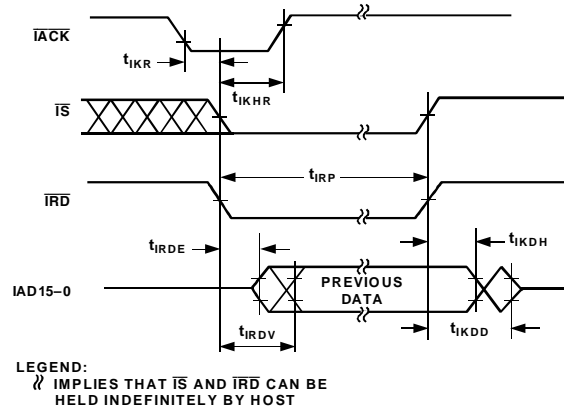 IACK
tIKR
tIKHR
IS
tIRP
IRD
tIRDE
tIKDH
IAD15–0
PREVIOUS
DATA
tIKDD
tIRDV
LEGEND:
IMPLIES THAT IS AND IRD CAN BE
HELD INDEFINITELY BY HOST